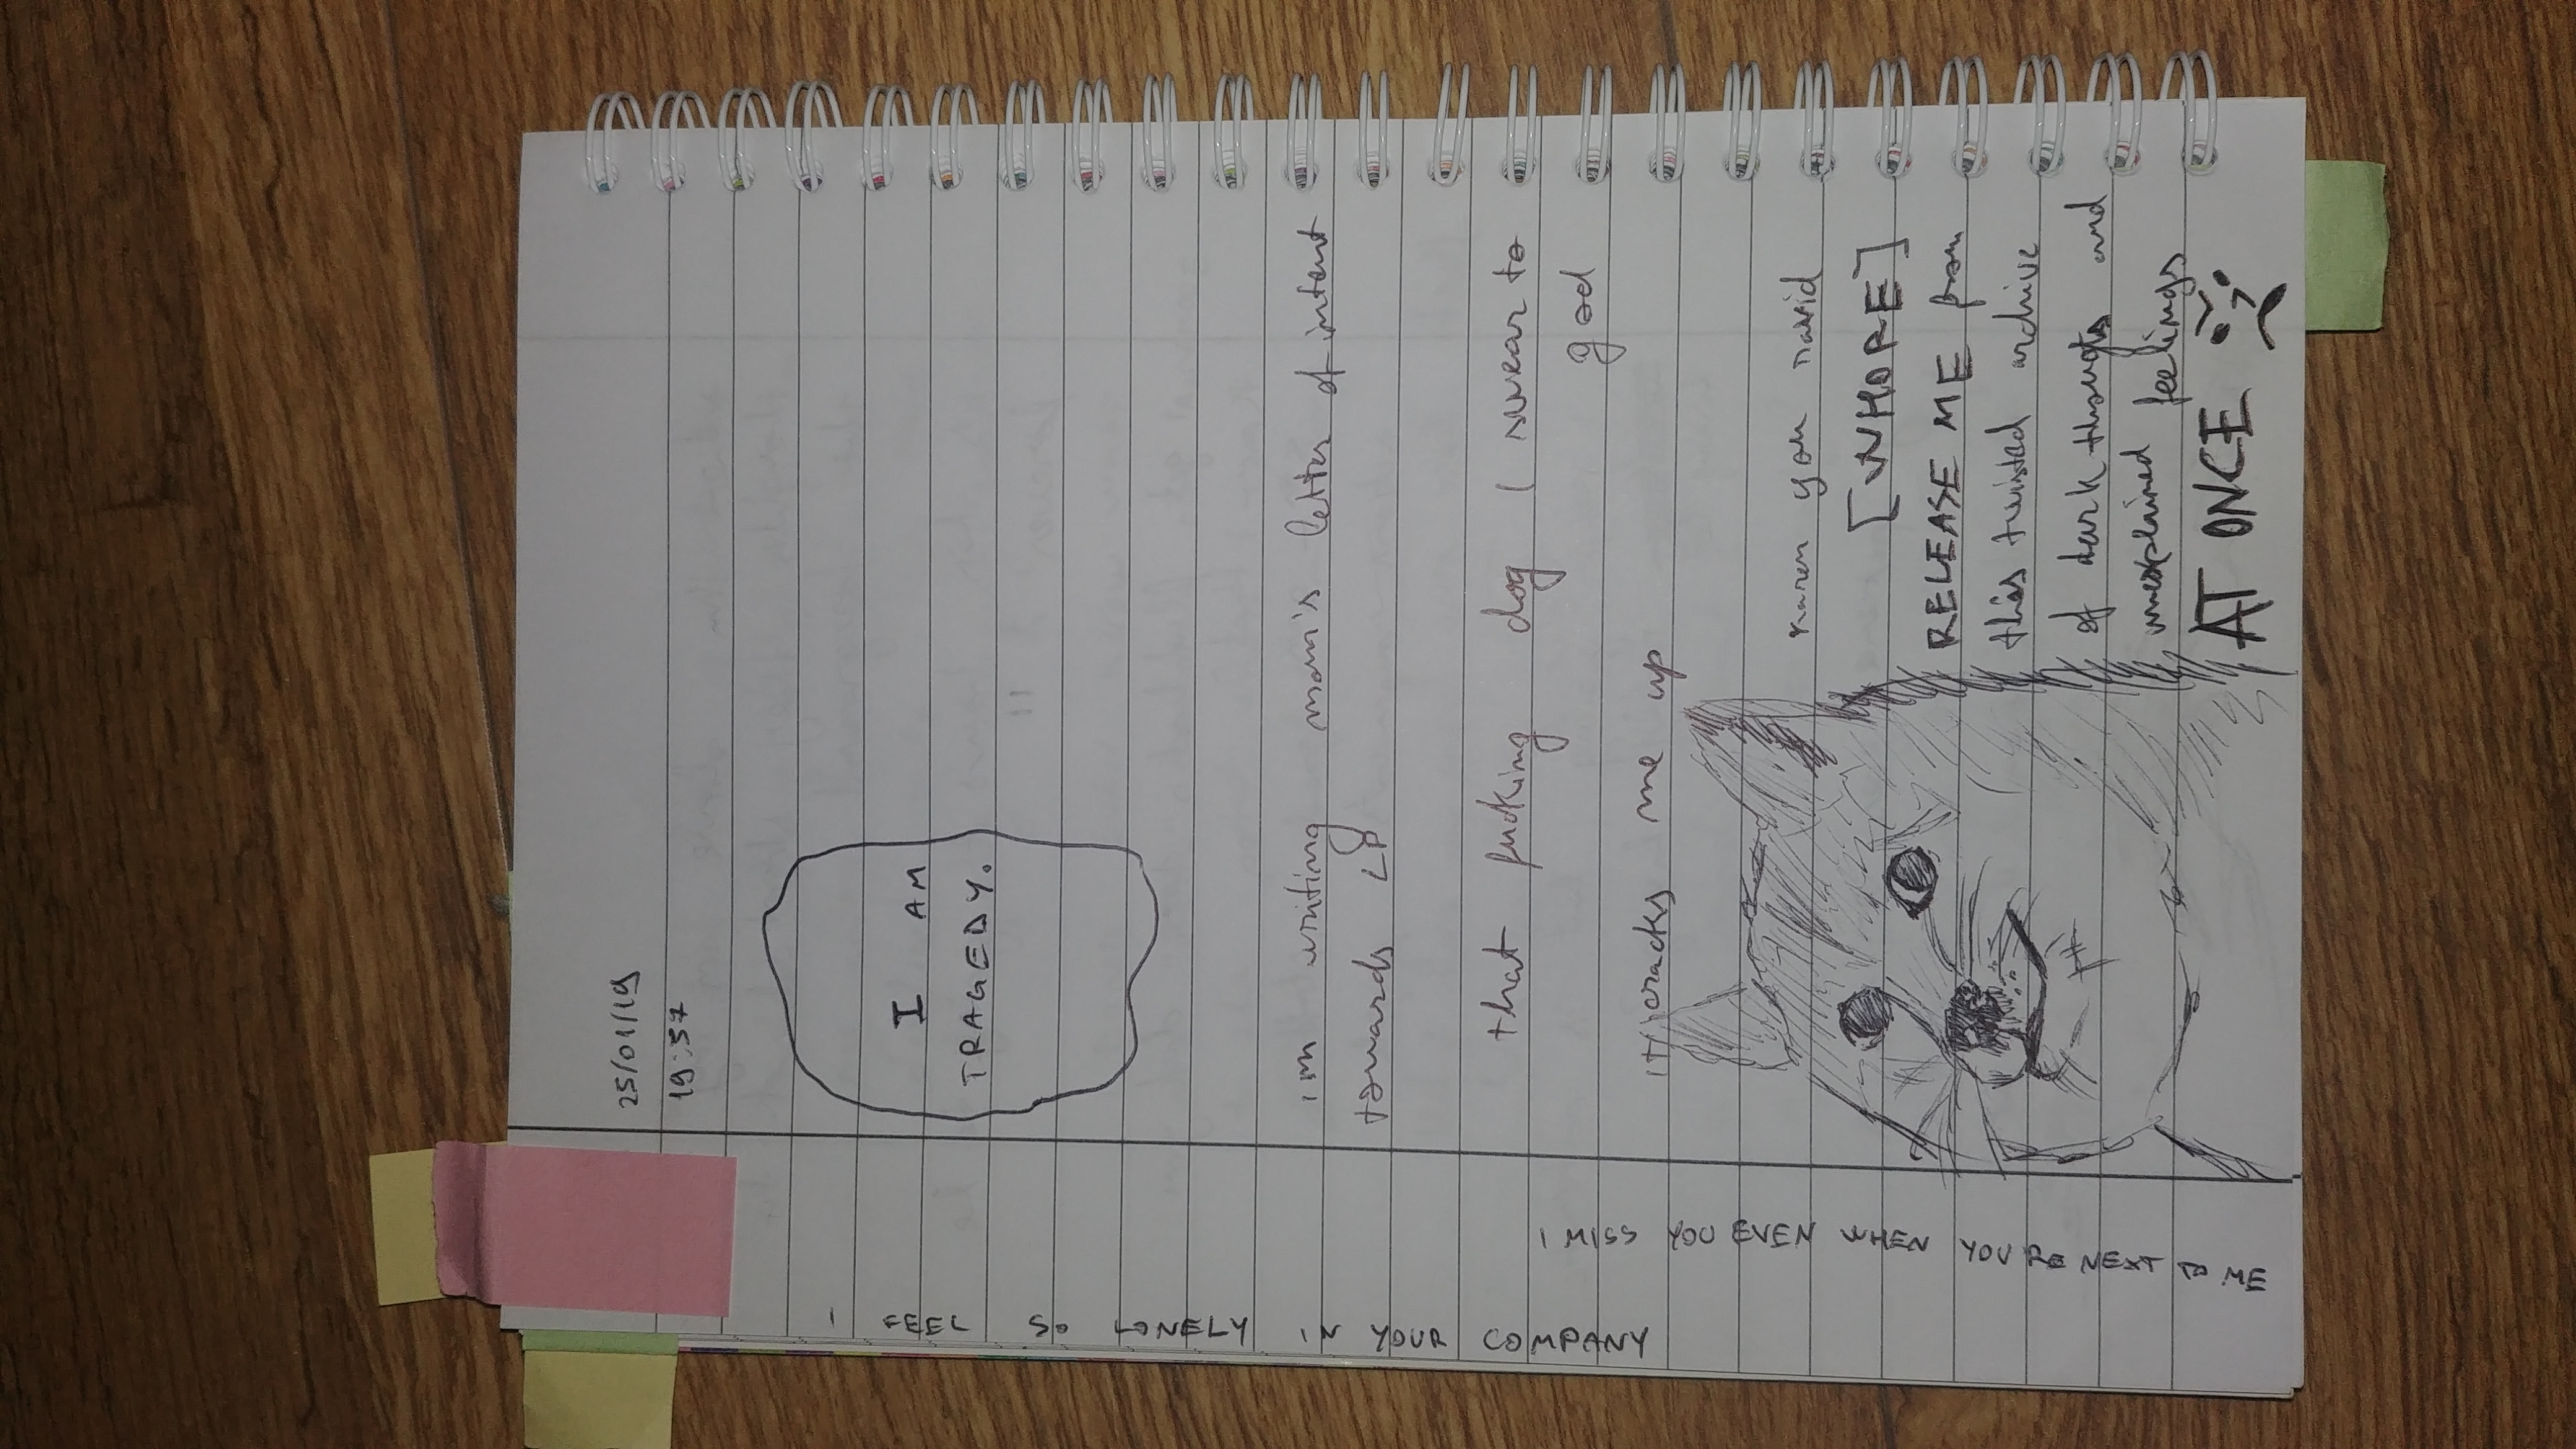 25/01/19
19:57
I AM
TRAGEDY.
im writing mom's letter of intent
towards LP
that fucking dog I swear to
god
it cracks me up
karen you navid
[WHORE]
RELEASE ME from
this twisted archive
of dark thougts and
unexplained feelings
AT ONCE
I FEEL SO LONELY IN YOUR COMPANY
I MISS YOU EVEN WHEN YOU'RE NEXT TO ME